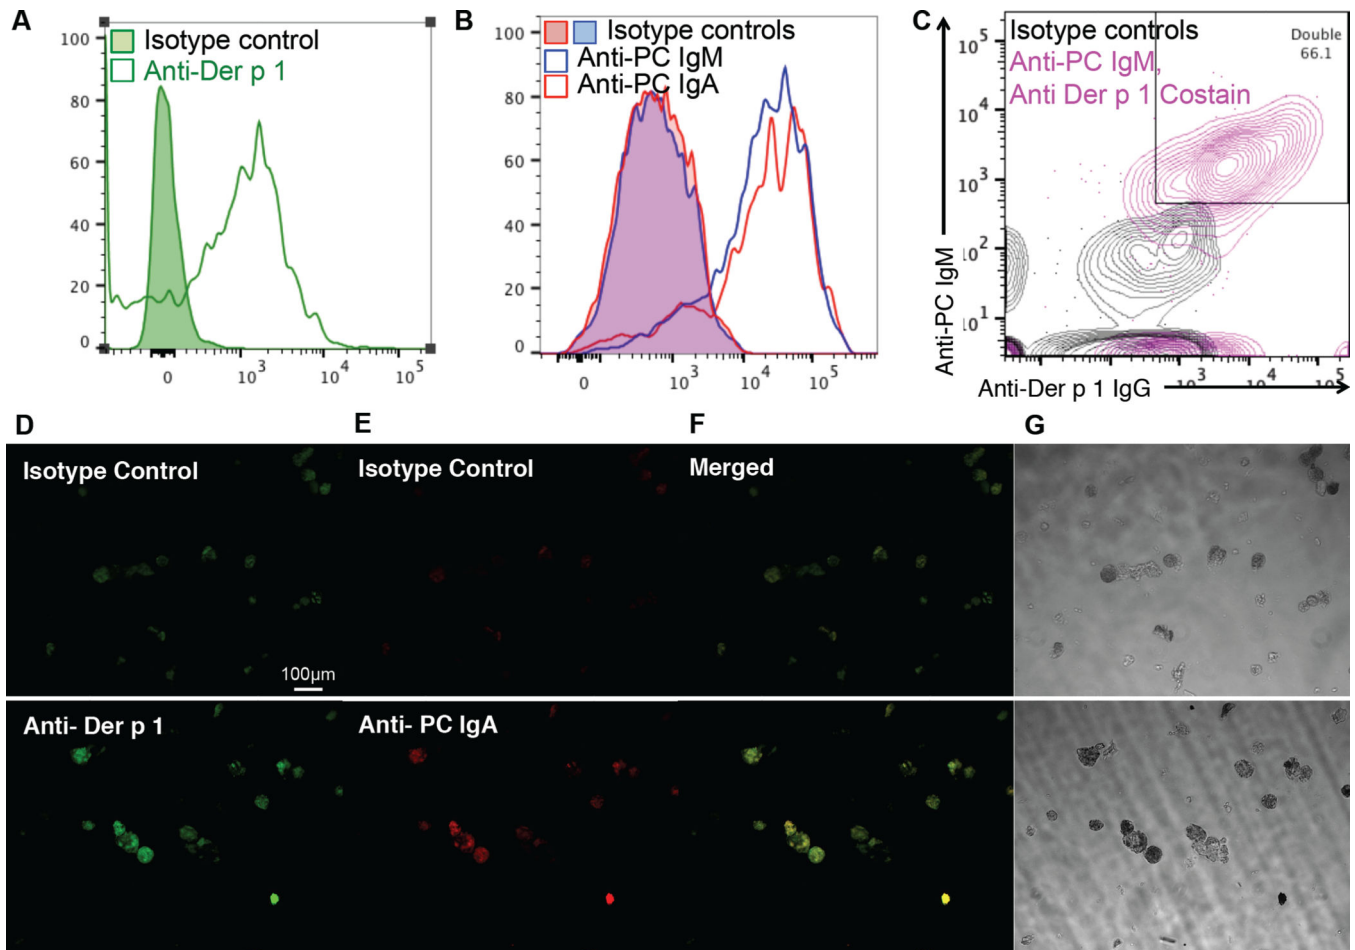 A
100
80
60
40
20
0
Isotype control
Anti-Der p 1
0
10³
10⁴
10⁵
B
100
80
60
40
20
0
Isotype controls
Anti-PC IgM
Anti-PC IgA
0
10³
10⁴
10⁵
C
Isotype controls
Anti-PC IgM,
Anti Der p 1 Costain
Double
66.1
10⁵
10⁴
10³
10²
10¹
Anti-PC IgM
10³
10⁴
10⁵
Anti-Der p 1 IgG
D
E
F
G
Isotype Control
Isotype Control
Merged
100µm
Anti- Der p 1
Anti- PC IgA